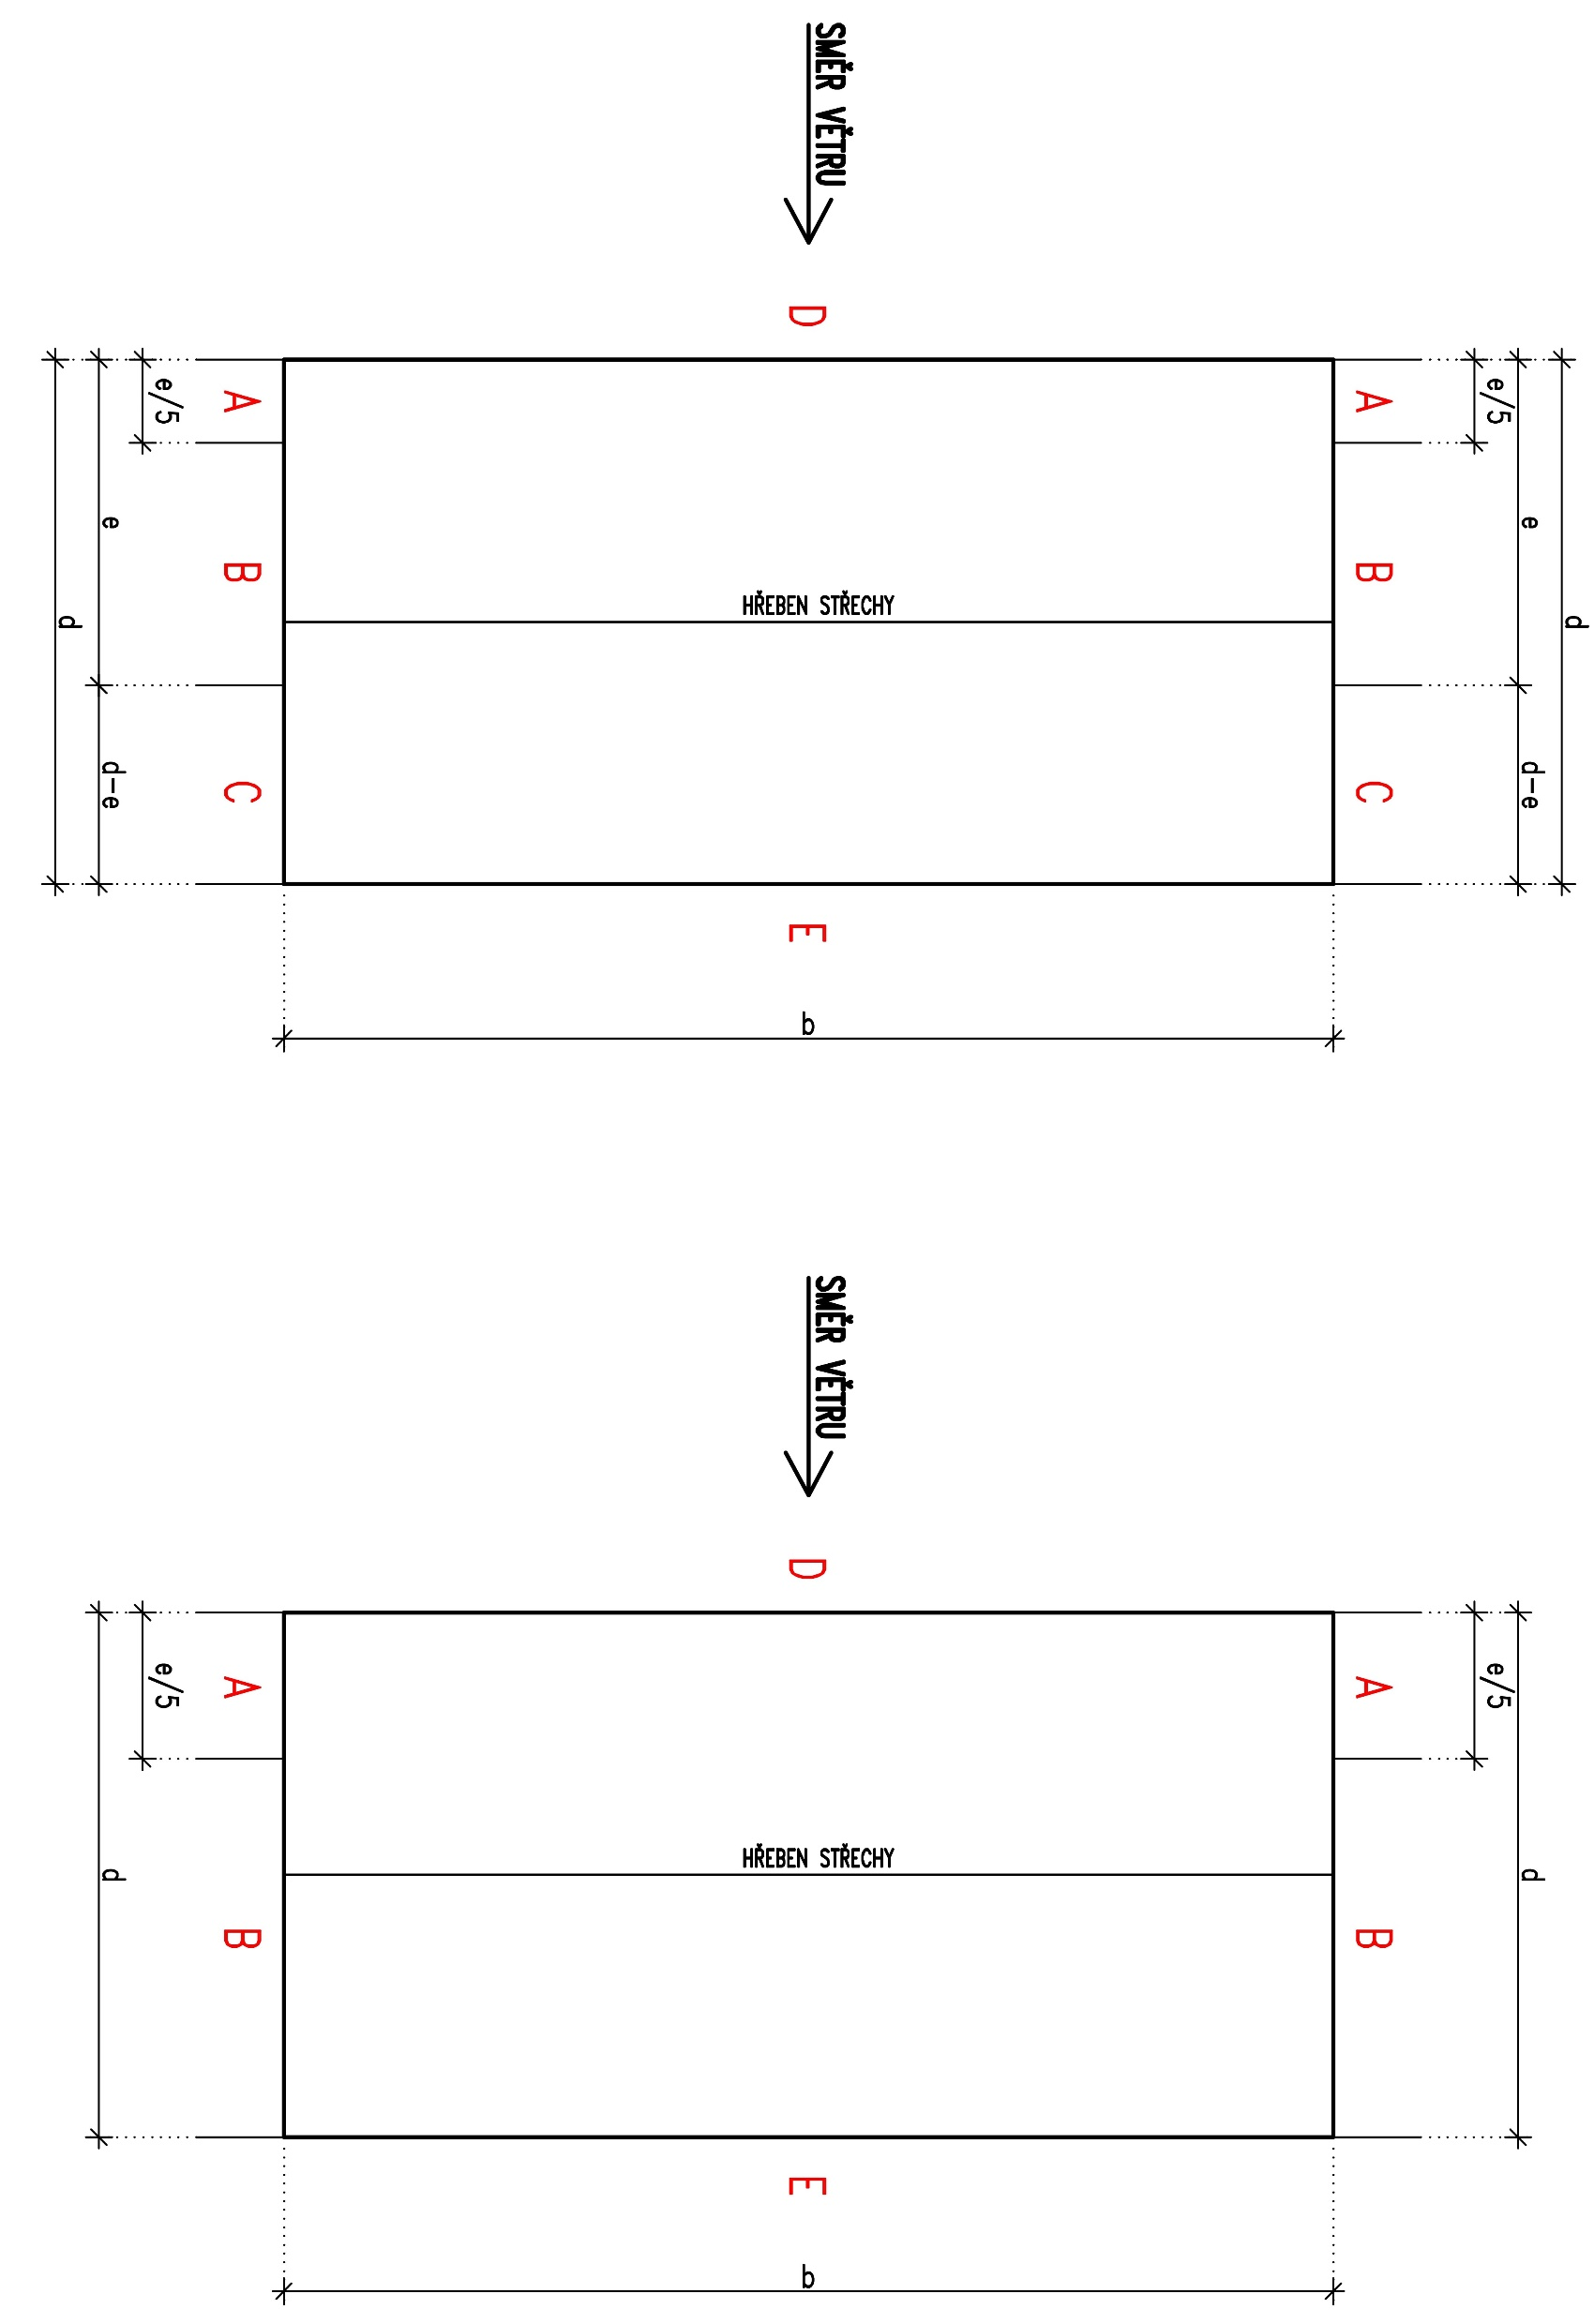 SMĚR VĚTRU
D
A
A
e/5
e/5
e
e
B
B
HŘEBEN STŘECHY
d
d
d-e
d-e
C
C
E
b
SMĚR VĚTRU
D
A
A
e/5
e/5
HŘEBEN STŘECHY
d
d
B
B
E
b